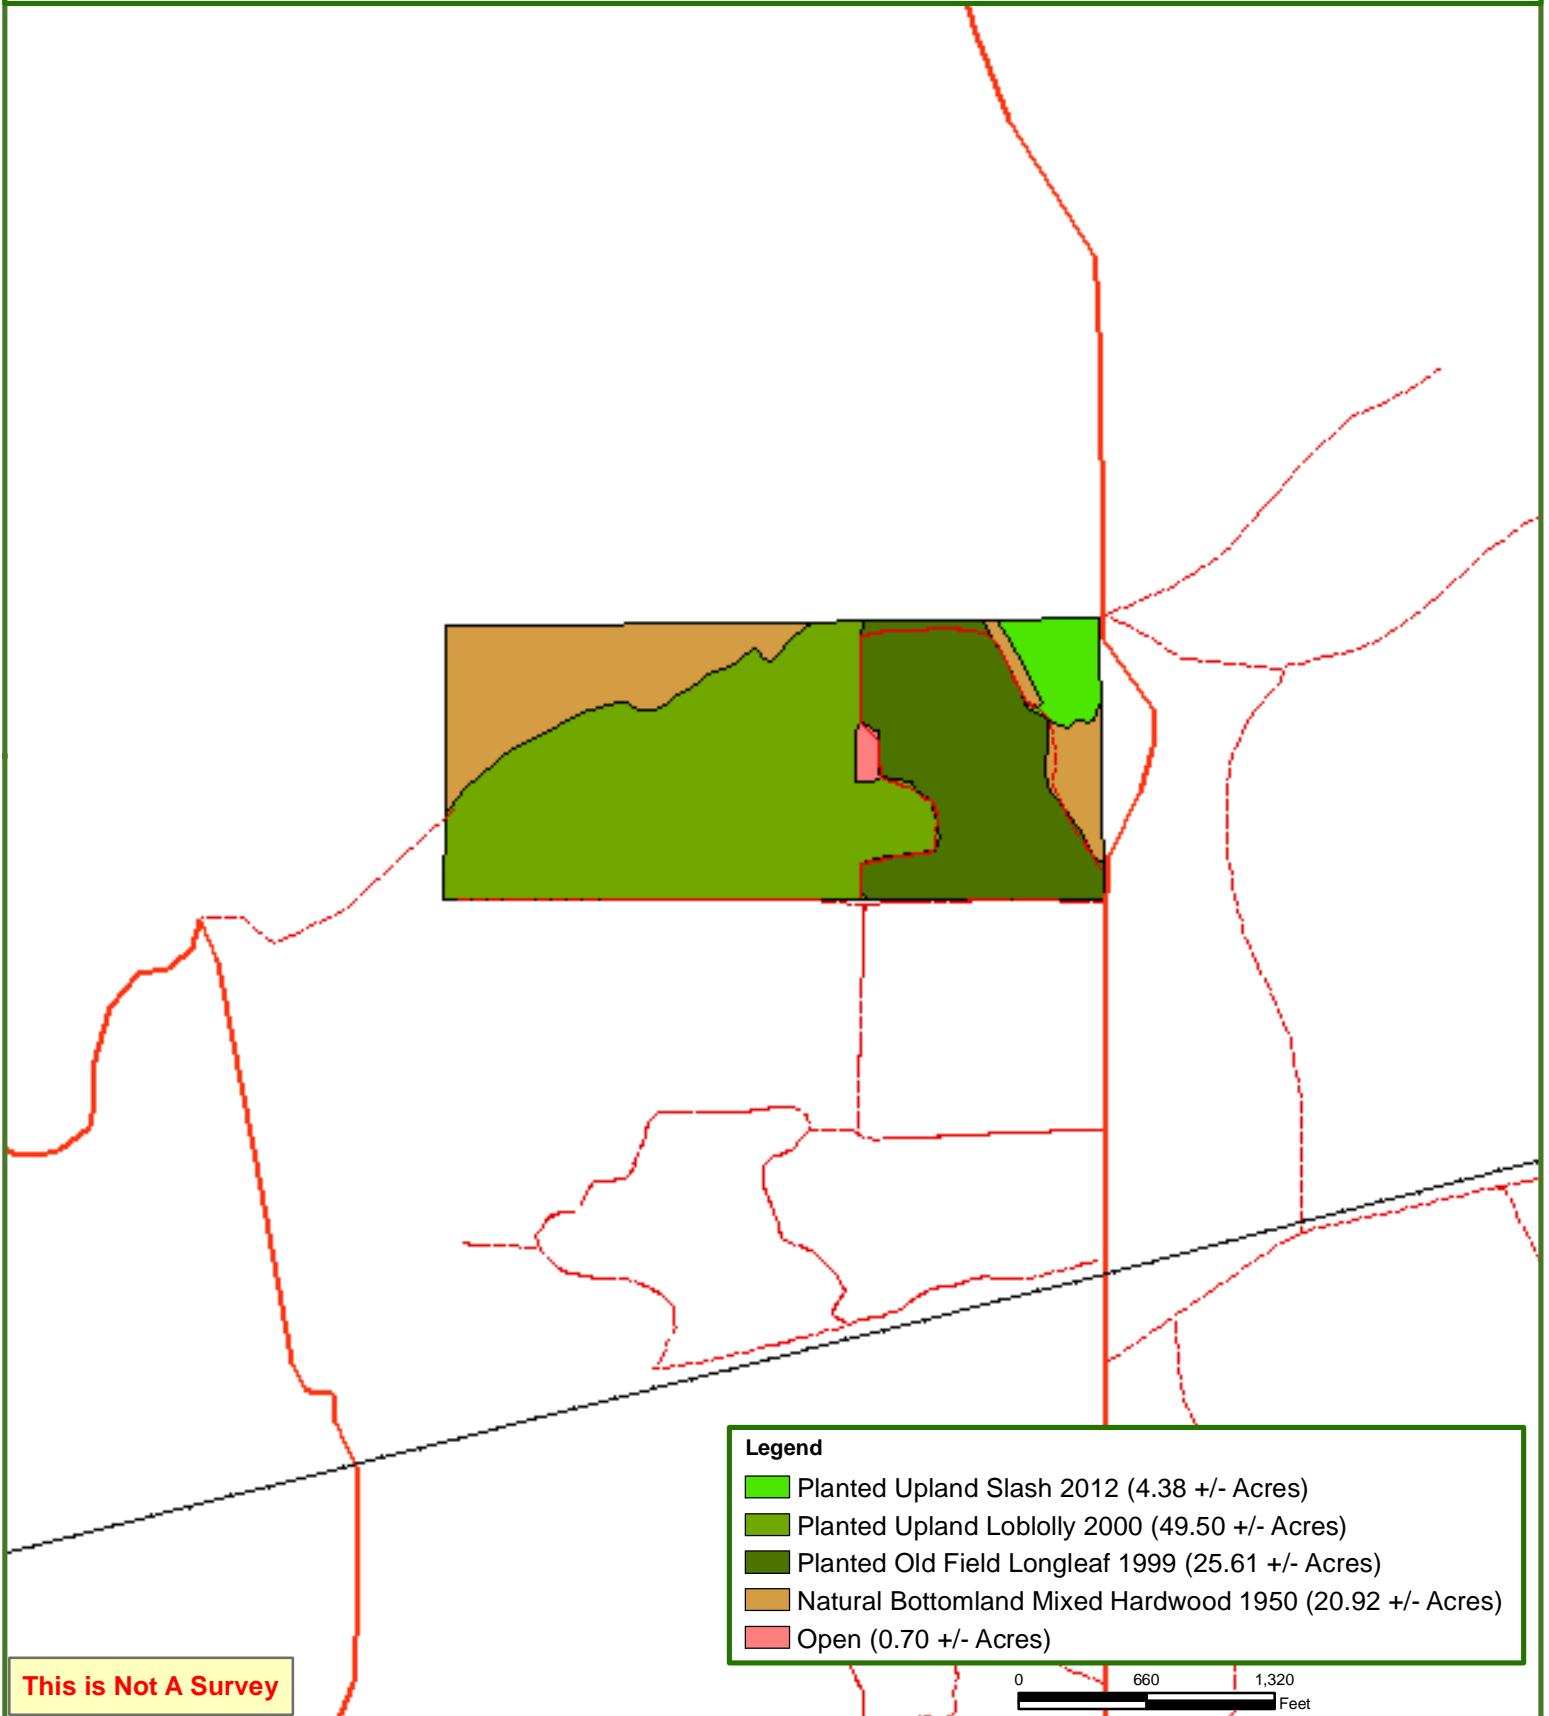 Legend
Planted Upland Slash 2012 (4.38 +/- Acres)
Planted Upland Loblolly 2000 (49.50 +/- Acres)
Planted Old Field Longleaf 1999 (25.61 +/- Acres)
Natural Bottomland Mixed Hardwood 1950 (20.92 +/- Acres)
Open (0.70 +/- Acres)
This is Not A Survey
0 660 1,320
Feet